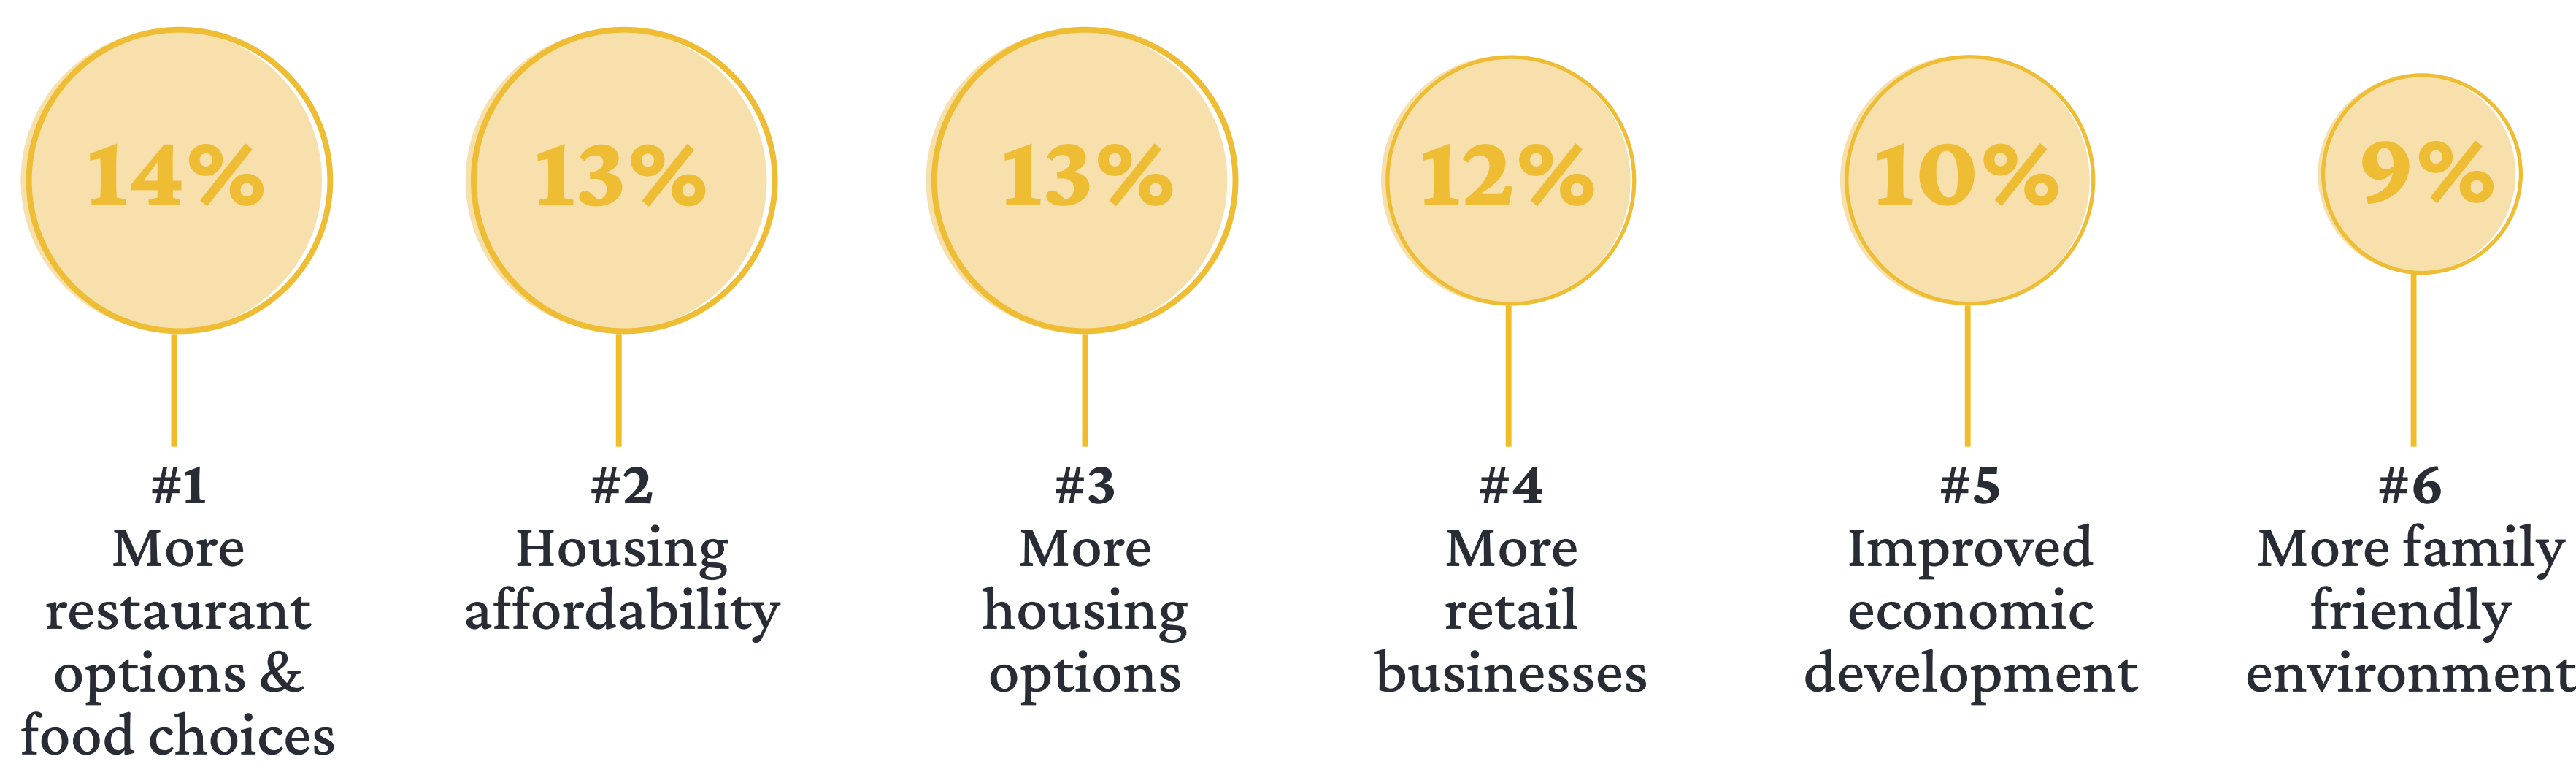 14%
#1
More
restaurant
options &
food choices
13%
#2
Housing
affordability
13%
#3
More
housing
options
12%
#4
More
retail
businesses
10%
#5
Improved
economic
development
9%
#6
More family
friendly
environment